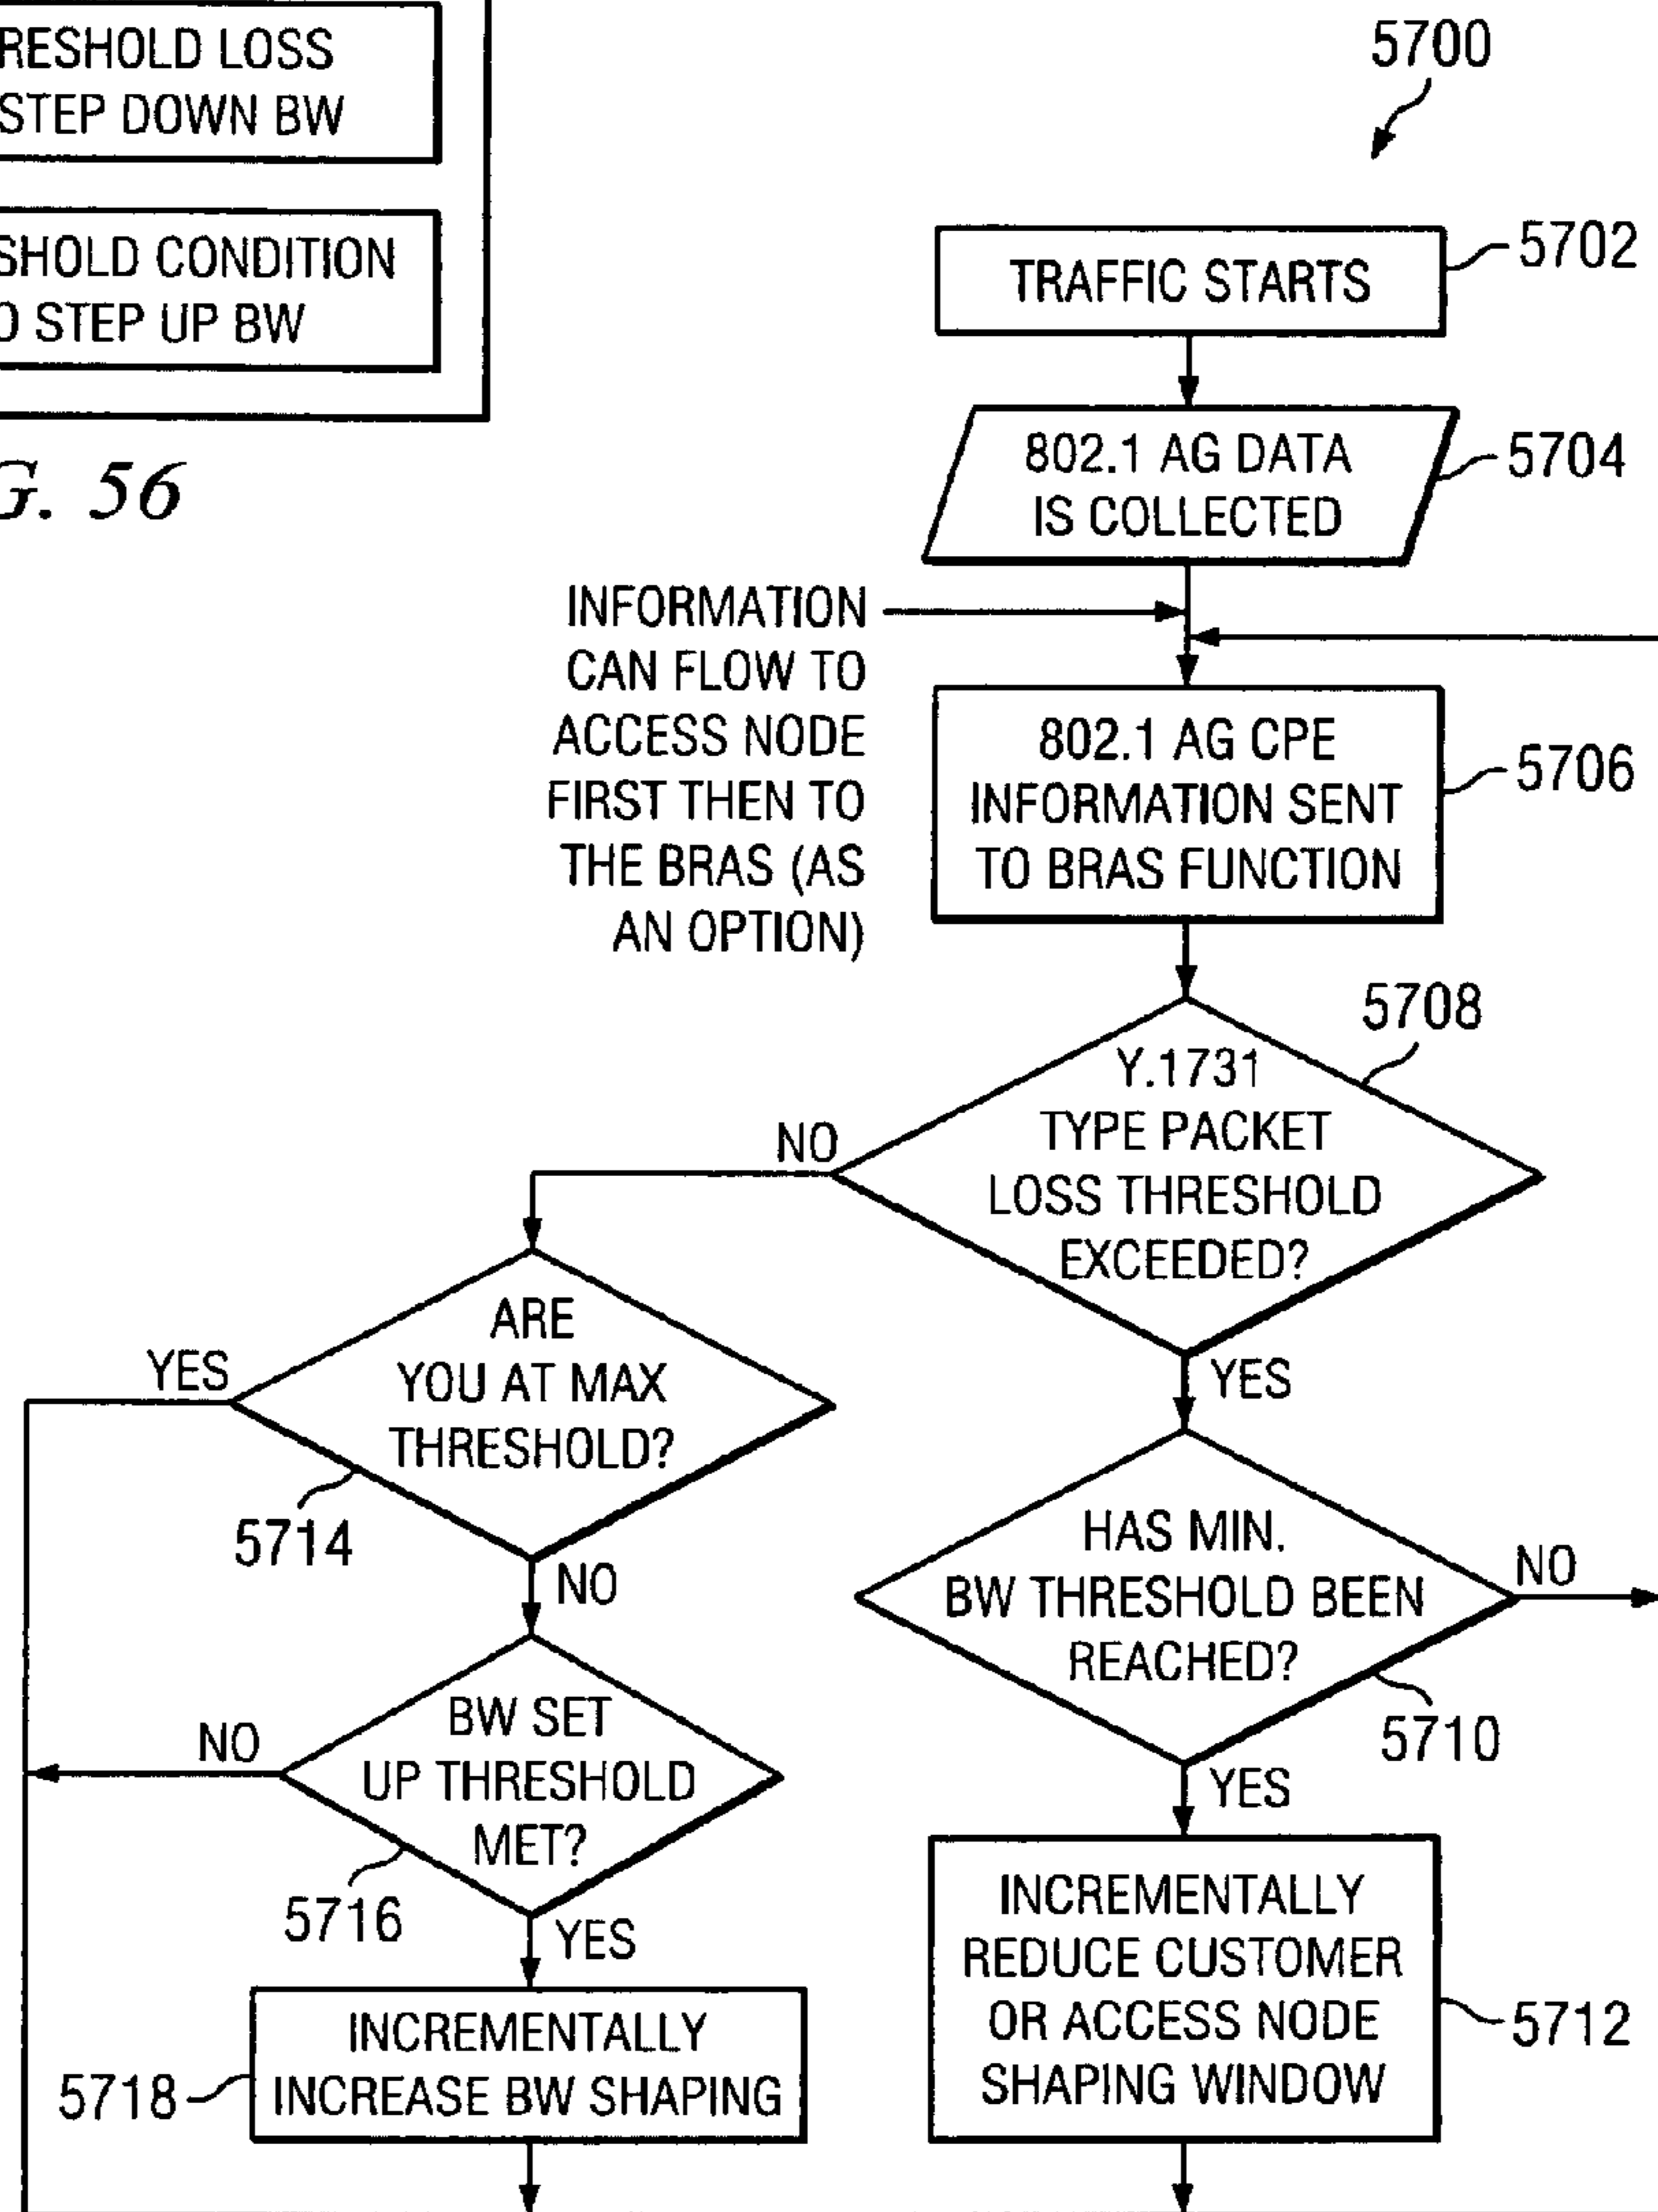 RESHOLD LOSS
STEP DOWN BW
SHOLD CONDITION
O STEP UP BW
G. 56
5700
TRAFFIC STARTS
5702
802.1 AG DATA
IS COLLECTED
5704
INFORMATION
CAN FLOW TO
ACCESS NODE
FIRST THEN TO
THE BRAS (AS
AN OPTION)
802.1 AG CPE
INFORMATION SENT
TO BRAS FUNCTION
5706
5708
Y.1731
TYPE PACKET
LOSS THRESHOLD
EXCEEDED?
NO
YES
ARE
YOU AT MAX
THRESHOLD?
YES
5714
NO
HAS MIN.
BW THRESHOLD BEEN
REACHED?
NO
5710
YES
BW SET
UP THRESHOLD
MET?
NO
5716
YES
INCREMENTALLY
INCREASE BW SHAPING
5718
INCREMENTALLY
REDUCE CUSTOMER
OR ACCESS NODE
SHAPING WINDOW
5712